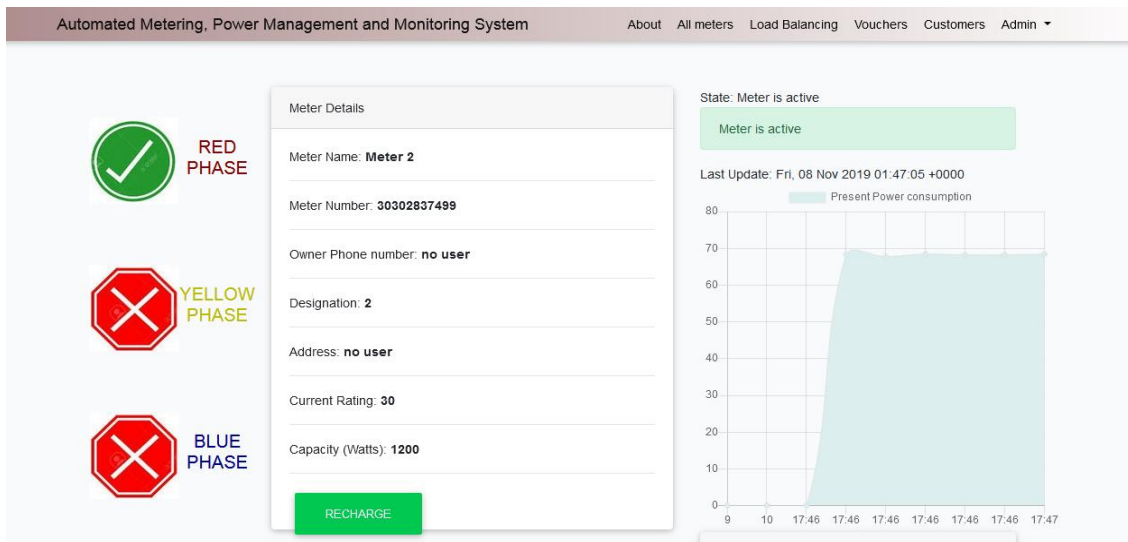 Automated Metering, Power Management and Monitoring System
About All meters Load Balancing Vouchers Customers Admin
RED
PHASE
YELLOW
PHASE
BLUE
PHASE
Meter Details
Meter Name: Meter 2
Meter Number: 30302837499
Owner Phone number: no user
Designation: 2
Address: no user
Current Rating: 30
Capacity (Watts): 1200
RECHARGE
State: Meter is active
Meter is active
Last Update: Fri, 08 Nov 2019 01:47:05 +0000
Present Power consumption
80
70
60
50
40
30
20
10
0
9 10 17:46 17:46 17:46 17:46 17:46 17:46 17:47